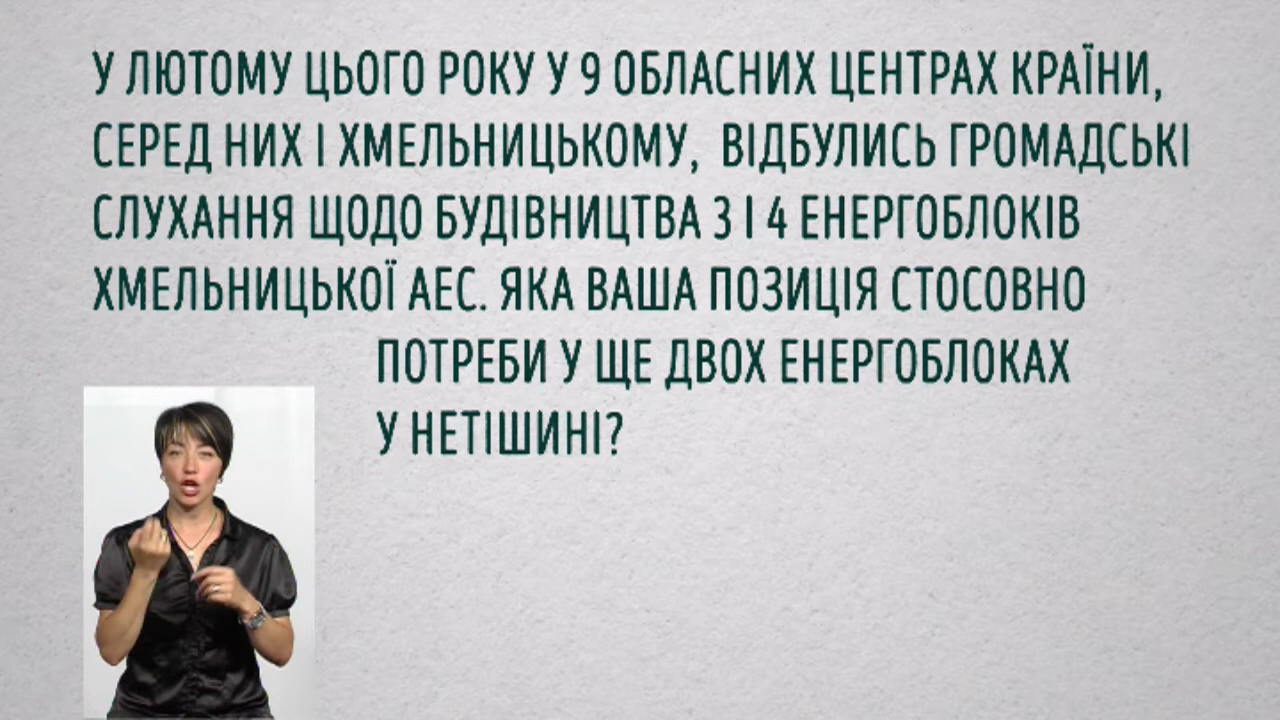 У ЛЮТОМУ ЦЬОГО РОКУ У 9 ОБЛАСНИХ ЦЕНТРАХ КРАЇНИ,
СЕРЕД НИХ І ХМЕЛЬНИЦЬКОМУ, ВІДБУЛИСЬ ГРОМАДСЬКІ
СЛУХАННЯ ЩОДО БУДІВНИЦТВА 3 І 4 ЕНЕРГОБЛОКІВ
ХМЕЛЬНИЦЬКОЇ АЕС. ЯКА ВАША ПОЗИЦІЯ СТОСОВНО
ПОТРЕБИ У ЩЕ ДВОХ ЕНЕРГОБЛОКАХ
У НЕТІШИНІ?